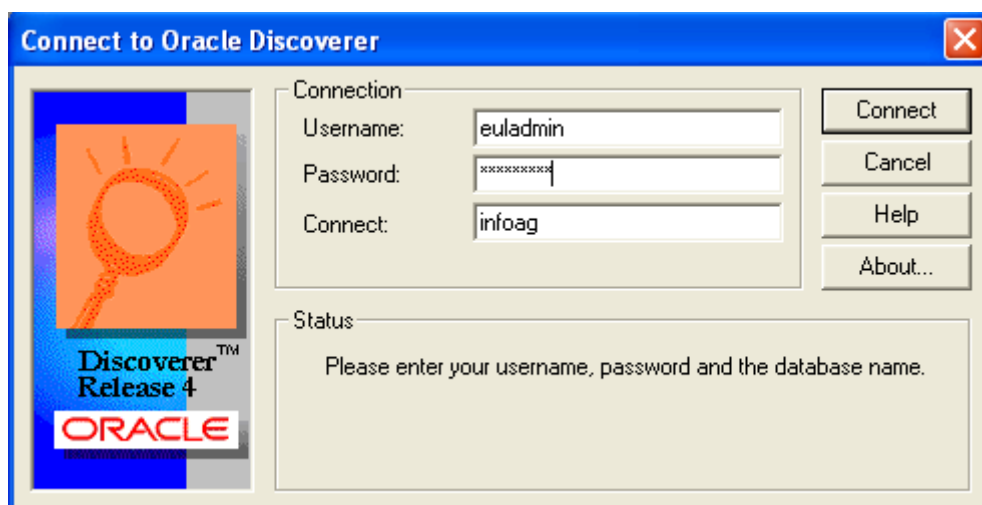 Connect to Oracle Discoverer
Connection
Username: euladmin
Password: *********
Connect: infoag
Connect
Cancel
Help
About...
Discoverer™
Release 4
ORACLE
Status
Please enter your username, password and the database name.